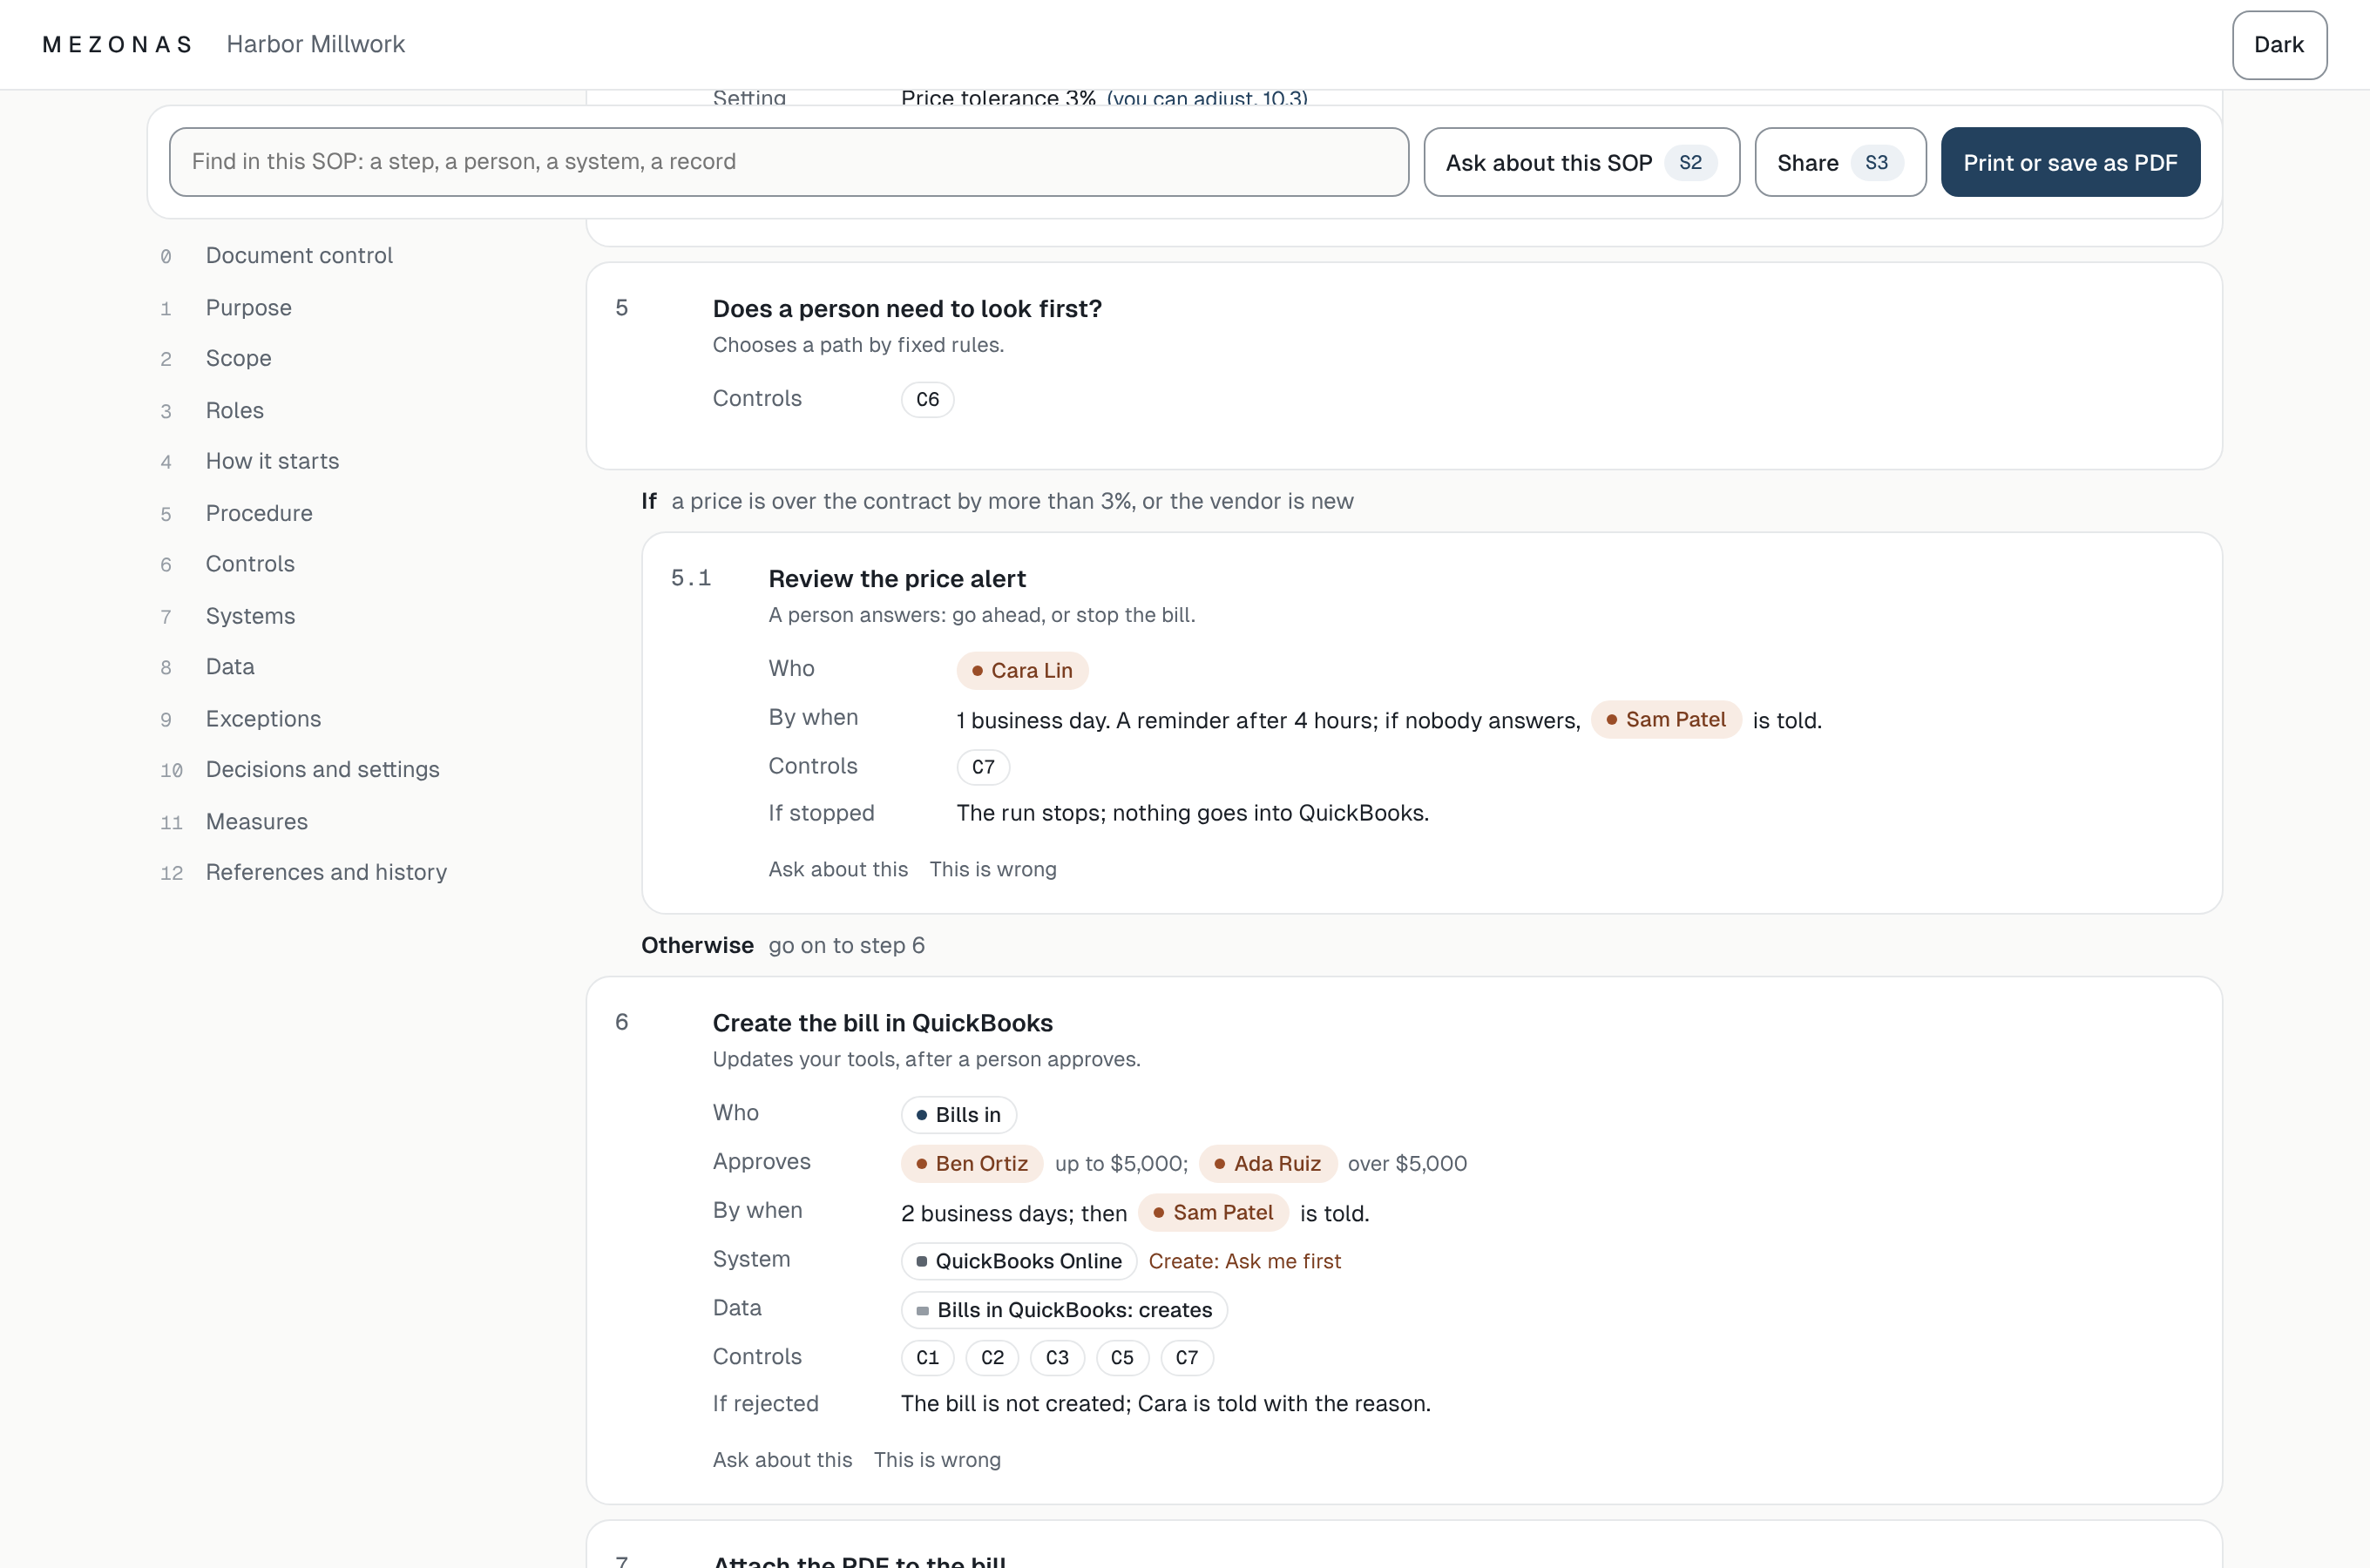 MEZONAS Harbor Millwork Dark
Setting Price tolerance 3% (you can adjust, 10.3)
Find in this SOP: a step, a person, a system, a record Ask about this SOP S2 Share S3 Print or save as PDF
0 Document control
1 Purpose
2 Scope
3 Roles
4 How it starts
5 Procedure
6 Controls
7 Systems
8 Data
9 Exceptions
10 Decisions and settings
11 Measures
12 References and history
5 Does a person need to look first?
Chooses a path by fixed rules.
Controls C6
If a price is over the contract by more than 3%, or the vendor is new
5.1 Review the price alert
A person answers: go ahead, or stop the bill.
Who Cara Lin
By when 1 business day. A reminder after 4 hours; if nobody answers, Sam Patel is told.
Controls C7
If stopped The run stops; nothing goes into QuickBooks.
Ask about this This is wrong
Otherwise go on to step 6
6 Create the bill in QuickBooks
Updates your tools, after a person approves.
Who Bills in
Approves Ben Ortiz up to $5,000; Ada Ruiz over $5,000
By when 2 business days; then Sam Patel is told.
System QuickBooks Online Create: Ask me first
Data Bills in QuickBooks: creates
Controls C1 C2 C3 C5 C7
If rejected The bill is not created; Cara is told with the reason.
Ask about this This is wrong
7 Attach the PDF to the bill